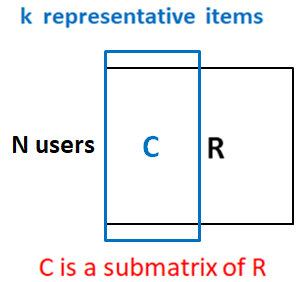 k representative items
N users
C
R
C is a submatrix of R